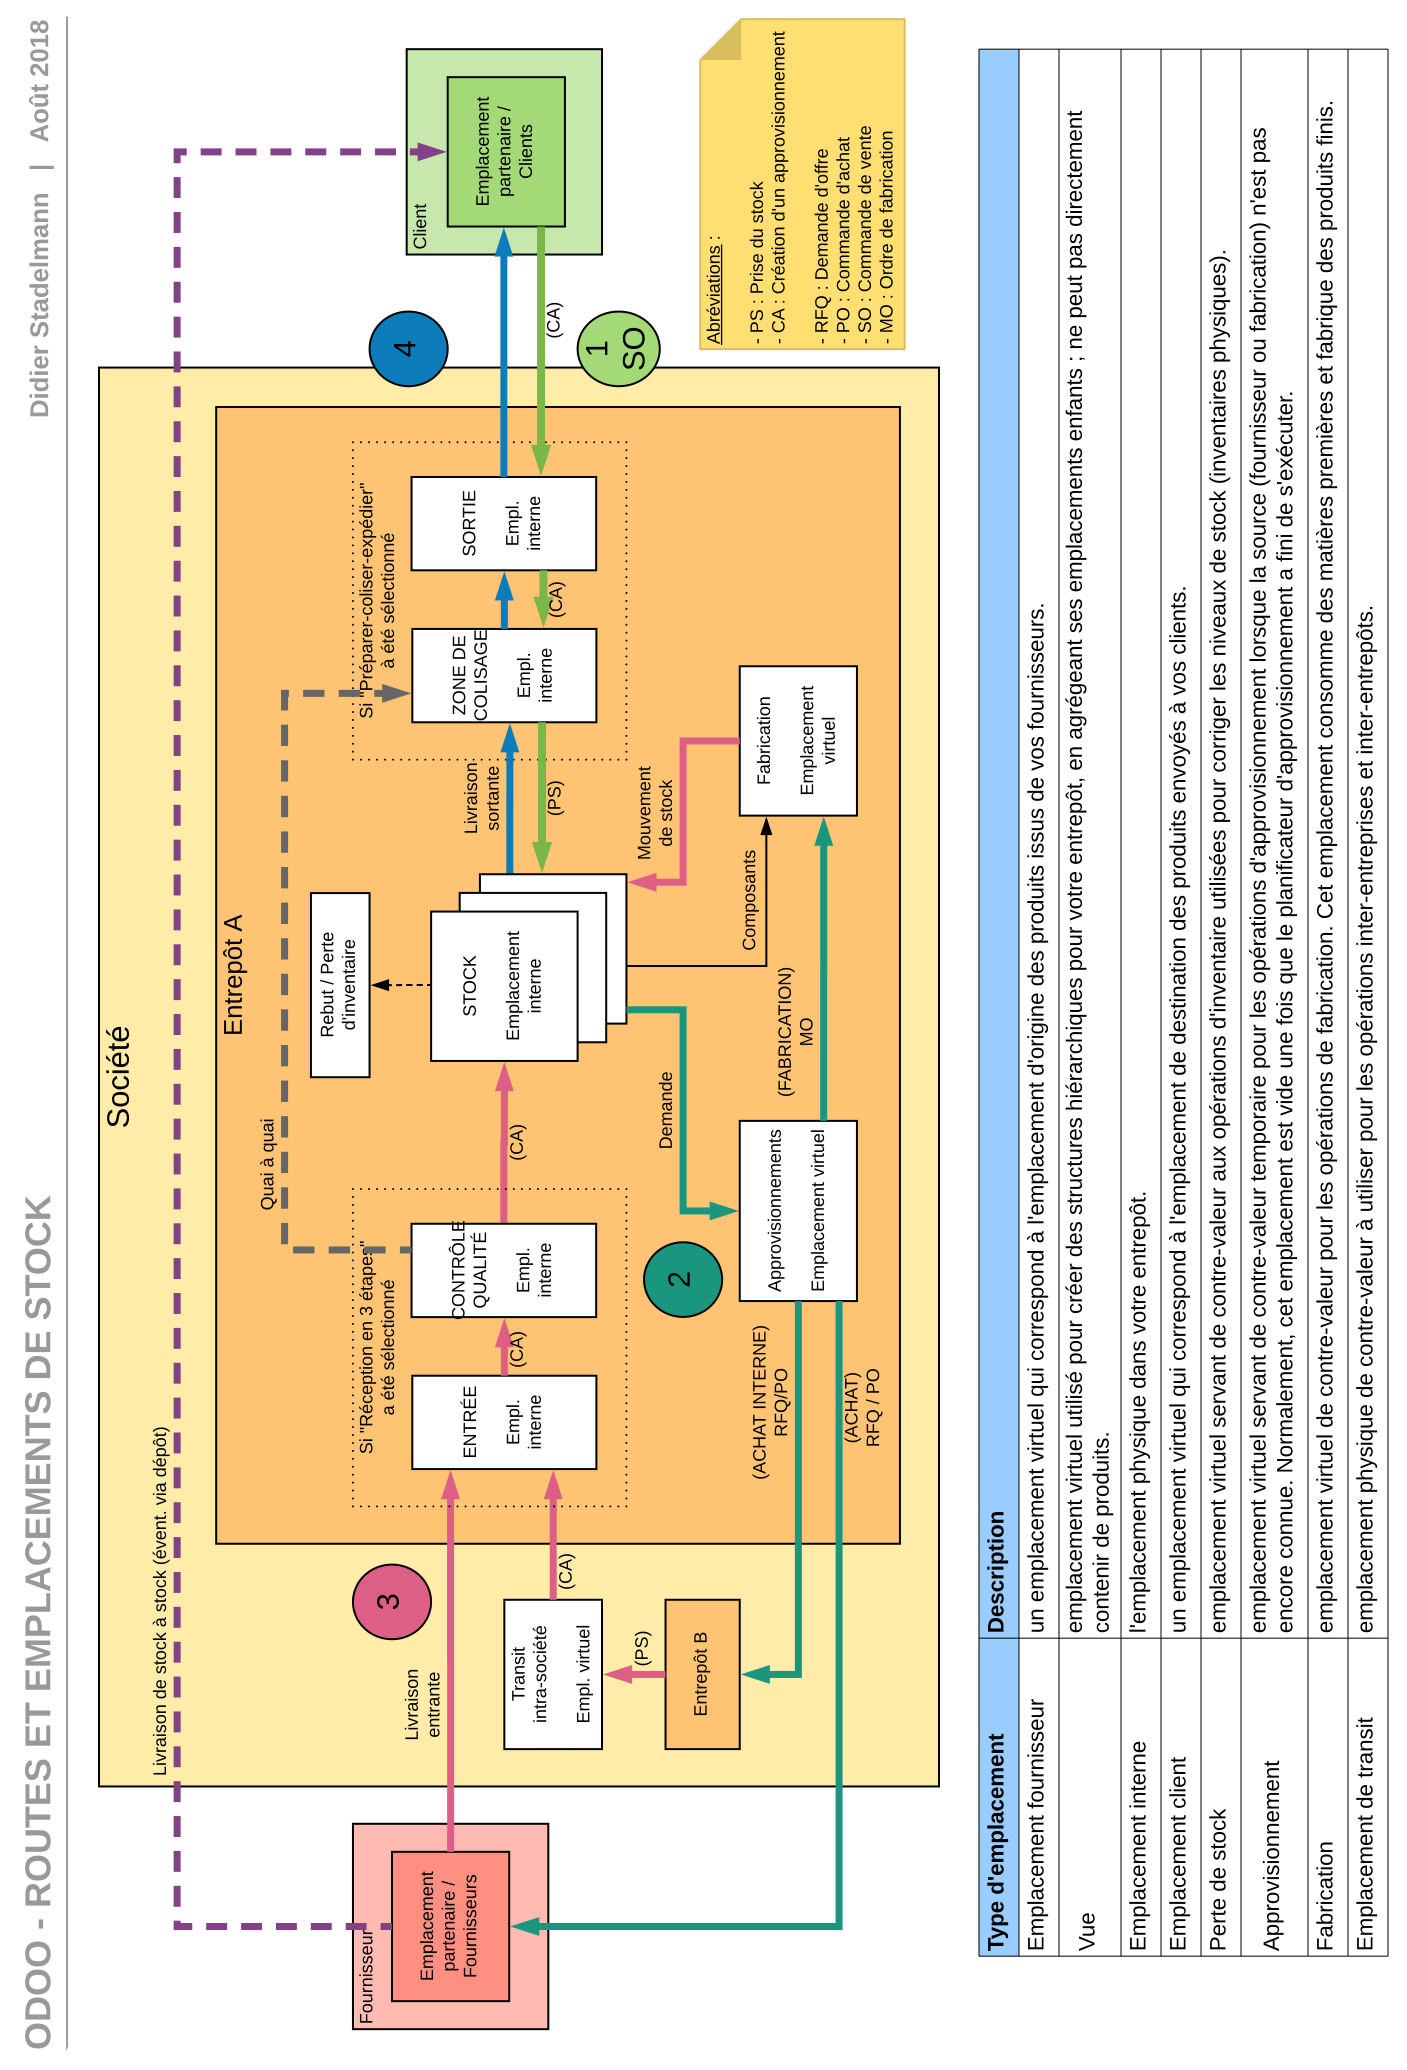 ODOO - ROUTES ET EMPLACEMENTS DE STOCK
Didier Stadelmann | Août 2018
Société
Livraison de stock à stock (évent. via dépôt)
Entrepôt A
Quai à quai
Fournisseur
Emplacement
partenaire /
Fournisseurs
Livraison
entrante
3
Transit
intra-société
Empl. virtuel
(PS)
Entrepôt B
(CA)
Si "Réception en 3 étapes"
a été sélectionné
ENTRÉE
Empl.
interne
(CA)
CONTRÔLE
QUALITÉ
Empl.
interne
(CA)
Rebut / Perte
d'inventaire
STOCK
Emplacement
interne
Livraison
sortante
(PS)
Si "Préparer-coliser-expédier"
à été sélectionné
ZONE DE
COLISAGE
Empl.
interne
(CA)
SORTIE
Empl.
interne
4
(CA)
1
SO
Client
Emplacement
partenaire /
Clients
Demande
2
Approvisionnements
Emplacement virtuel
(ACHAT INTERNE)
RFQ/PO
(ACHAT)
RFQ / PO
(FABRICATION)
MO
Composants
Mouvement
de stock
Fabrication
Emplacement
virtuel
Abréviations :
- PS : Prise du stock
- CA : Création d'un approvisionnement
- RFQ : Demande d'offre
- PO : Commande d'achat
- SO : Commande de vente
- MO : Ordre de fabrication
Type d'emplacement Description
Emplacement fournisseur un emplacement virtuel qui correspond à l'emplacement d'origine des produits issus de vos fournisseurs.
Vue emplacement virtuel utilisé pour créer des structures hiérarchiques pour votre entrepôt, en agrégeant ses emplacements enfants ; ne peut pas directement
contenir de produits.
Emplacement interne l'emplacement physique dans votre entrepôt.
Emplacement client un emplacement virtuel qui correspond à l'emplacement de destination des produits envoyés à vos clients.
Perte de stock emplacement virtuel servant de contre-valeur aux opérations d'inventaire utilisées pour corriger les niveaux de stock (inventaires physiques).
Approvisionnement emplacement virtuel servant de contre-valeur temporaire pour les opérations d'approvisionnement lorsque la source (fournisseur ou fabrication) n'est pas
encore connue. Normalement, cet emplacement est vide une fois que le planificateur d'approvisionnement a fini de s'exécuter.
Fabrication emplacement virtuel de contre-valeur pour les opérations de fabrication. Cet emplacement consomme des matières premières et fabrique des produits finis.
Emplacement de transit emplacement physique de contre-valeur à utiliser pour les opérations inter-entreprises et inter-entrepôts.